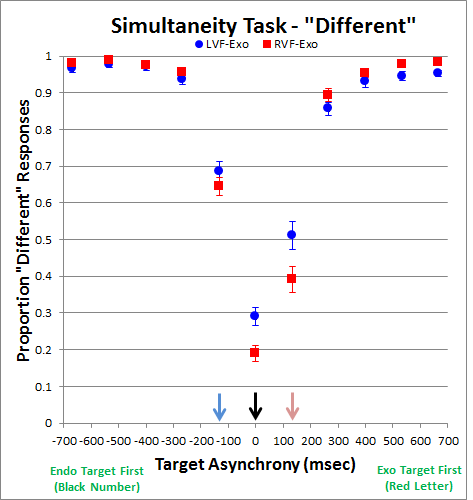 Simultaneity Task - "Different"
LVF-Exo RVF-Exo
Proportion "Different" Responses
1
0.9
0.8
0.7
0.6
0.5
0.4
0.3
0.2
0.1
0
-700 -600 -500 -400 -300 -200 -100 0 100 200 300 400 500 600 700
Endo Target First
(Black Number)
Target Asynchrony (msec)
Exo Target First
(Red Letter)